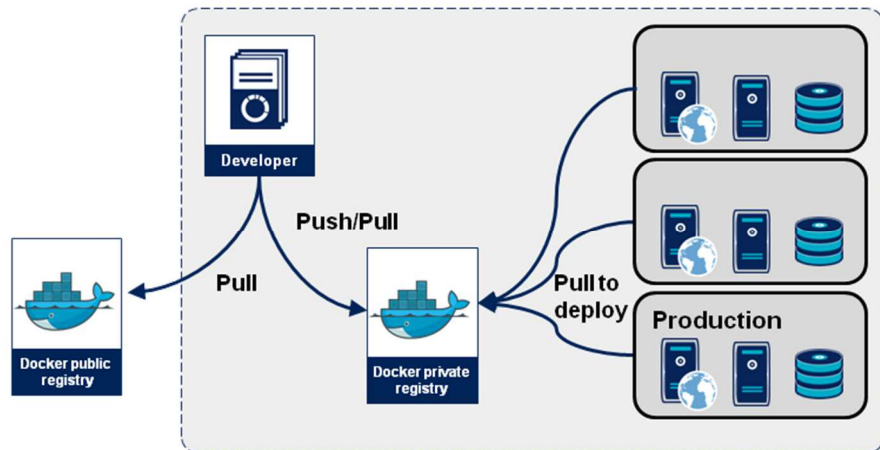 Developer
Push/Pull
Pull
Pull to
deploy
Production
Docker public
registry
Docker private
registry